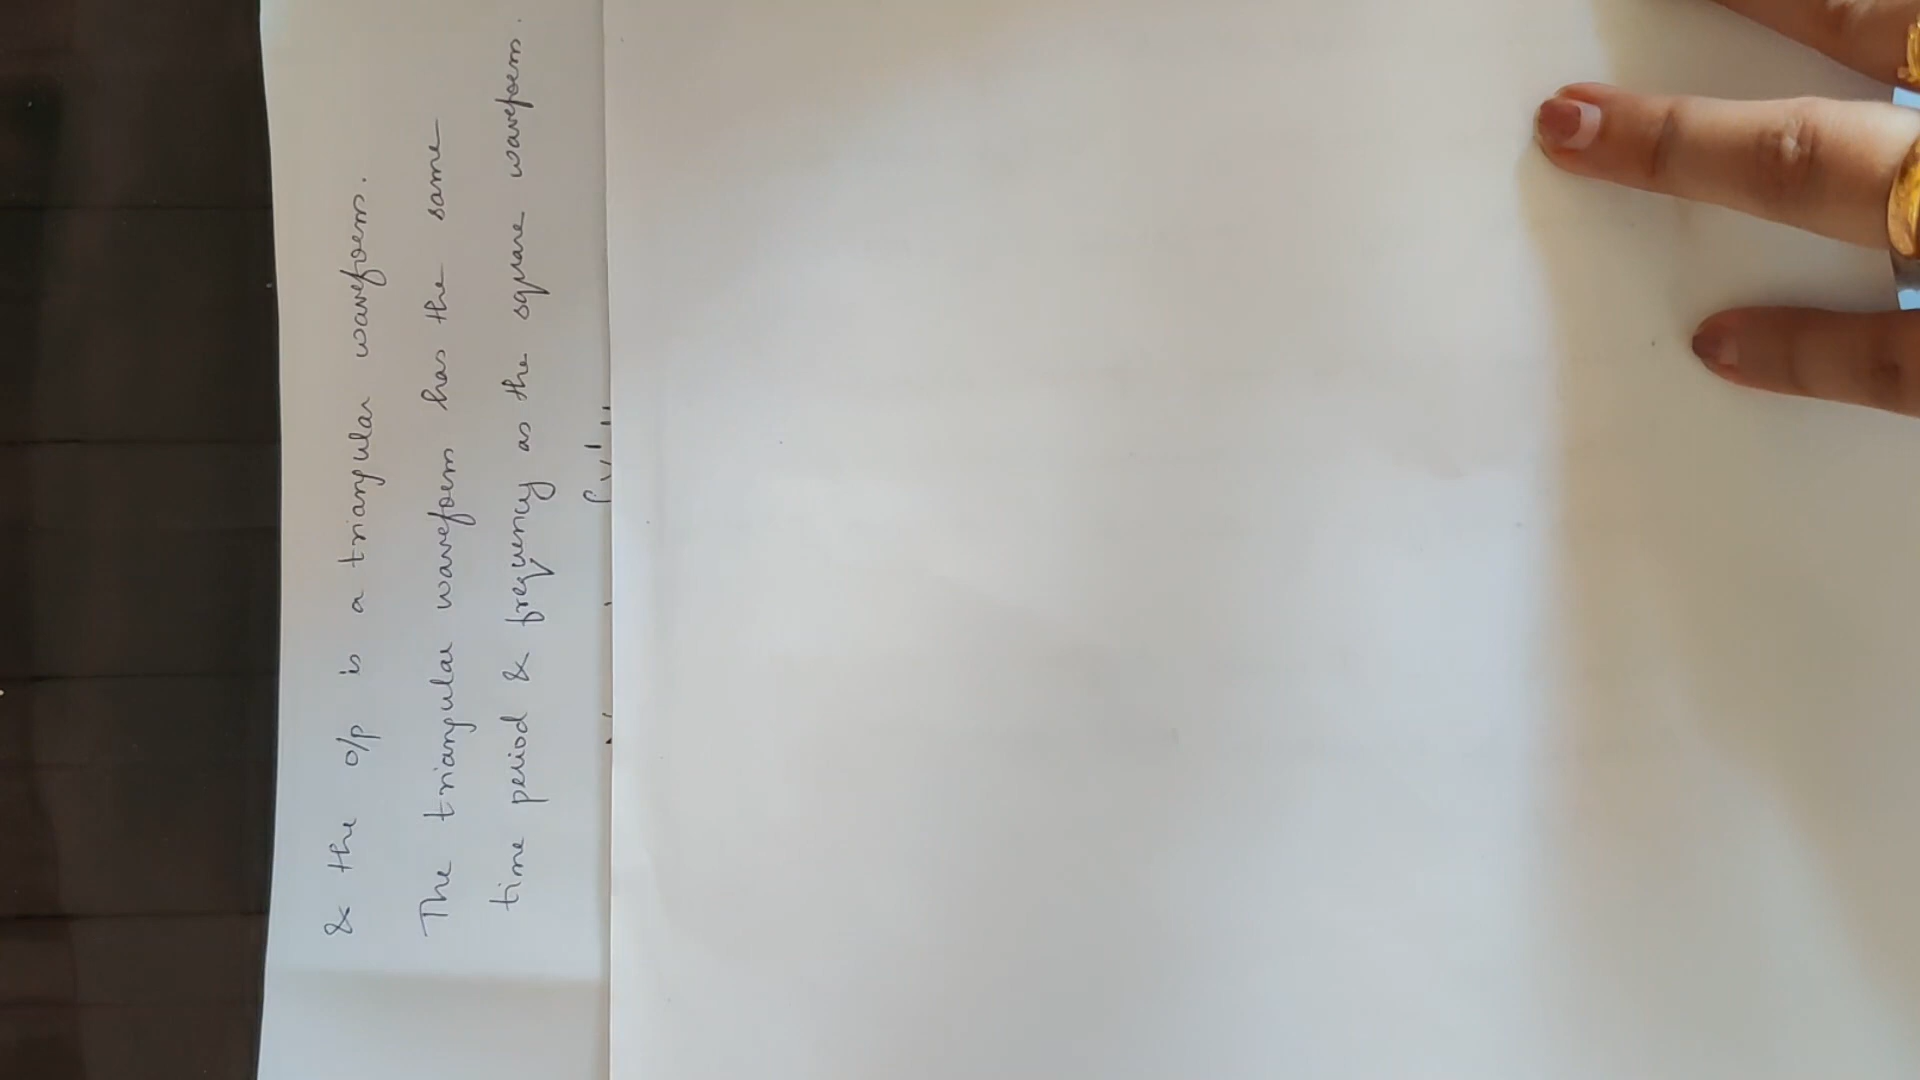 & the o/p is a triangular waveform.
The triangular waveform has the same
time period & frequency as the square waveform.